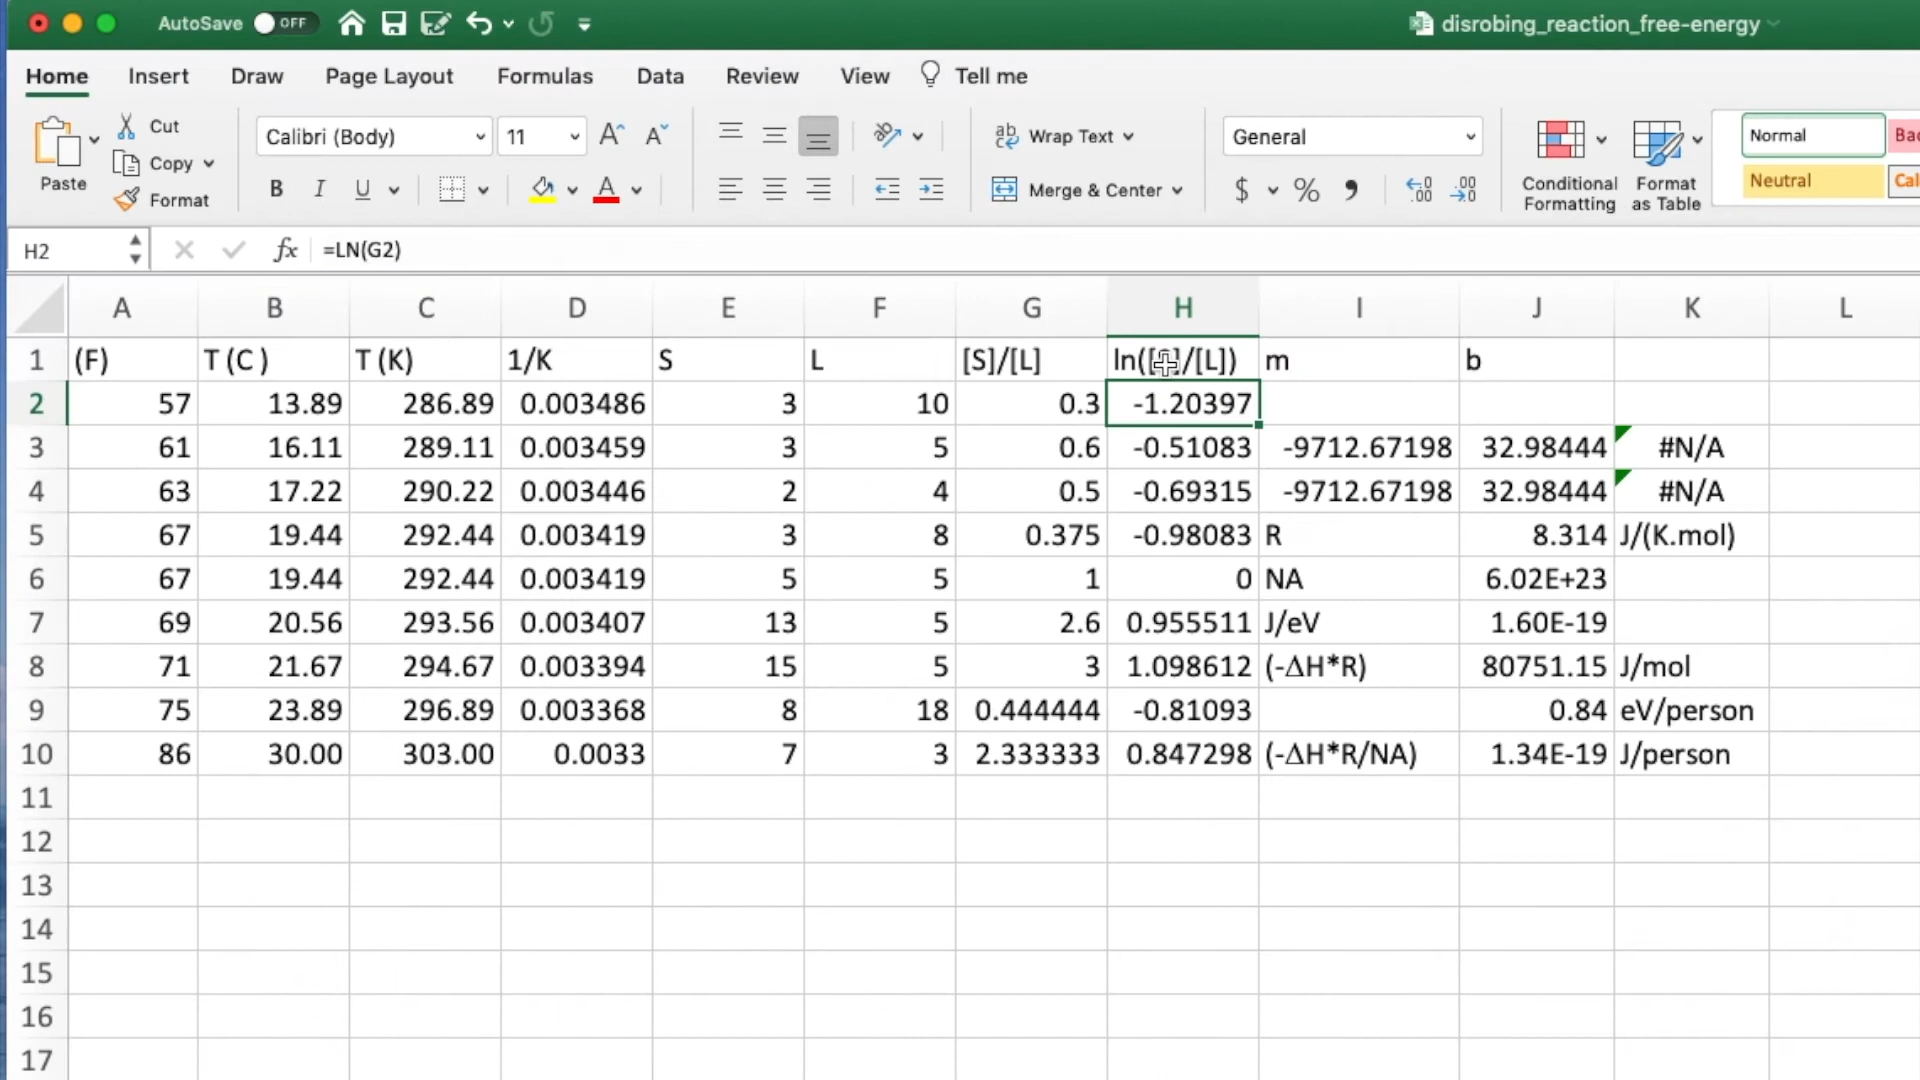 AutoSave OFF disrobing_reaction_free-energy
Home Insert Draw Page Layout Formulas Data Review View Tell me
Paste Cut Copy Format
Calibri (Body) 11 A^ A˅
B I U A
ab Wrap Text
Merge & Center
General
$ % 9 .00 .00
Conditional Formatting
Format as Table
Normal
Neutral
H2 fx =LN(G2)
A B C D E F G H I J K L
1 (F) T (C ) T (K) 1/K S L [S]/[L] ln([S]/[L]) m b
2 57 13.89 286.89 0.003486 3 10 0.3 -1.20397
3 61 16.11 289.11 0.003459 3 5 0.6 -0.51083 -9712.67198 32.98444 #N/A
4 63 17.22 290.22 0.003446 2 4 0.5 -0.69315 -9712.67198 32.98444 #N/A
5 67 19.44 292.44 0.003419 3 8 0.375 -0.98083 R 8.314 J/(K.mol)
6 67 19.44 292.44 0.003419 5 5 1 0 NA 6.02E+23
7 69 20.56 293.56 0.003407 13 5 2.6 0.955511 J/eV 1.60E-19
8 71 21.67 294.67 0.003394 15 5 3 1.098612 (-ΔH*R) 80751.15 J/mol
9 75 23.89 296.89 0.003368 8 18 0.444444 -0.81093 0.84 eV/person
10 86 30.00 303.00 0.0033 7 3 2.333333 0.847298 (-ΔH*R/NA) 1.34E-19 J/person
11
12
13
14
15
16
17